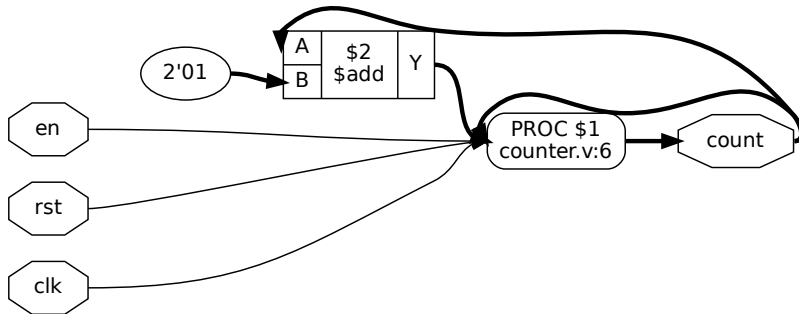 A
$2
$add
Y
2'01
B
en
PROC $1
counter.v:6
count
rst
clk